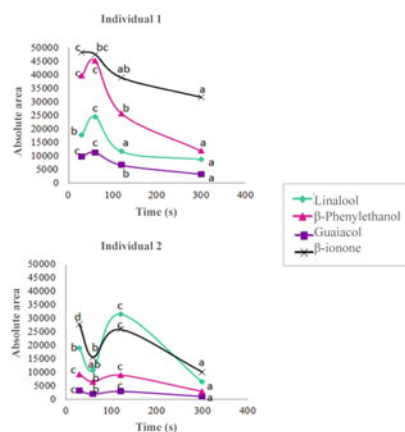 Individual 1
50000
45000
40000
35000
30000
25000
20000
15000
10000
5000
0
Absolute area
c
bc
ab
a
c
c
b
a
b
c
a
a
c
c
b
a
0
100
200
300
400
Time (s)
Linalool
β-Phenylethanol
Guaiacol
β-ionone
Individual 2
50000
45000
40000
35000
30000
25000
20000
15000
10000
5000
0
Absolute area
d
b
c
a
b
ab
c
a
c
b
c
a
c
b
c
a
0
100
200
300
400
Time (s)